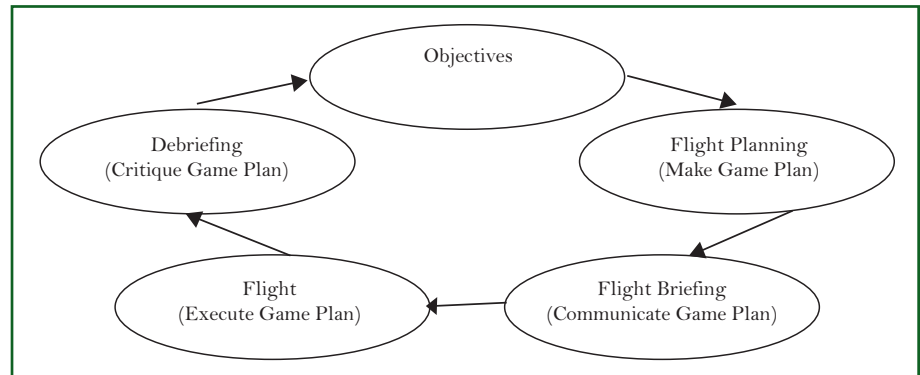 Objectives
Debriefing
(Critique Game Plan)
Flight Planning
(Make Game Plan)
Flight
(Execute Game Plan)
Flight Briefing
(Communicate Game Plan)